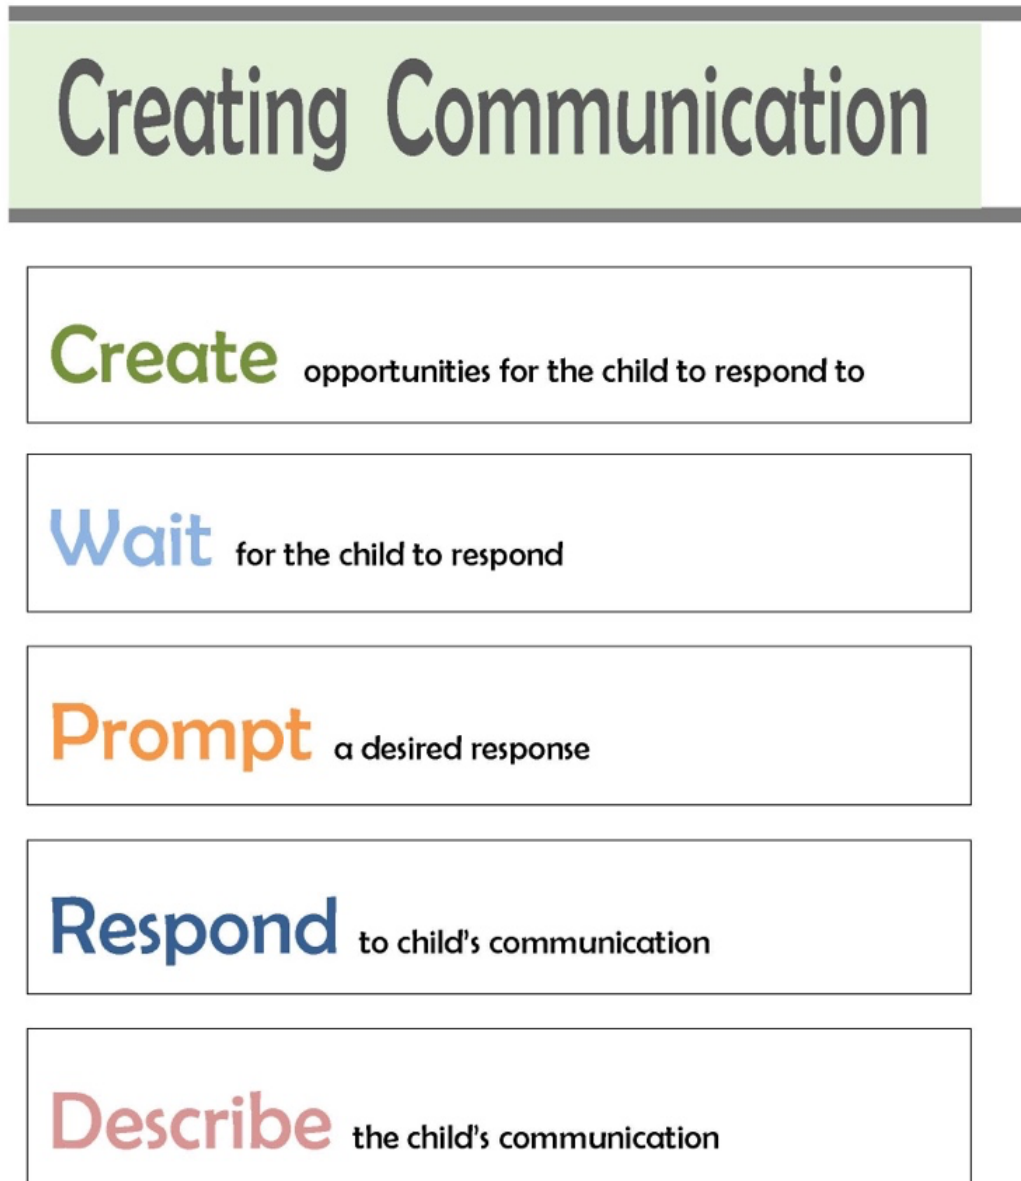 Creating Communication
Create opportunities for the child to respond to
Wait for the child to respond
Prompt a desired response
Respond to child's communication
Describe the child's communication